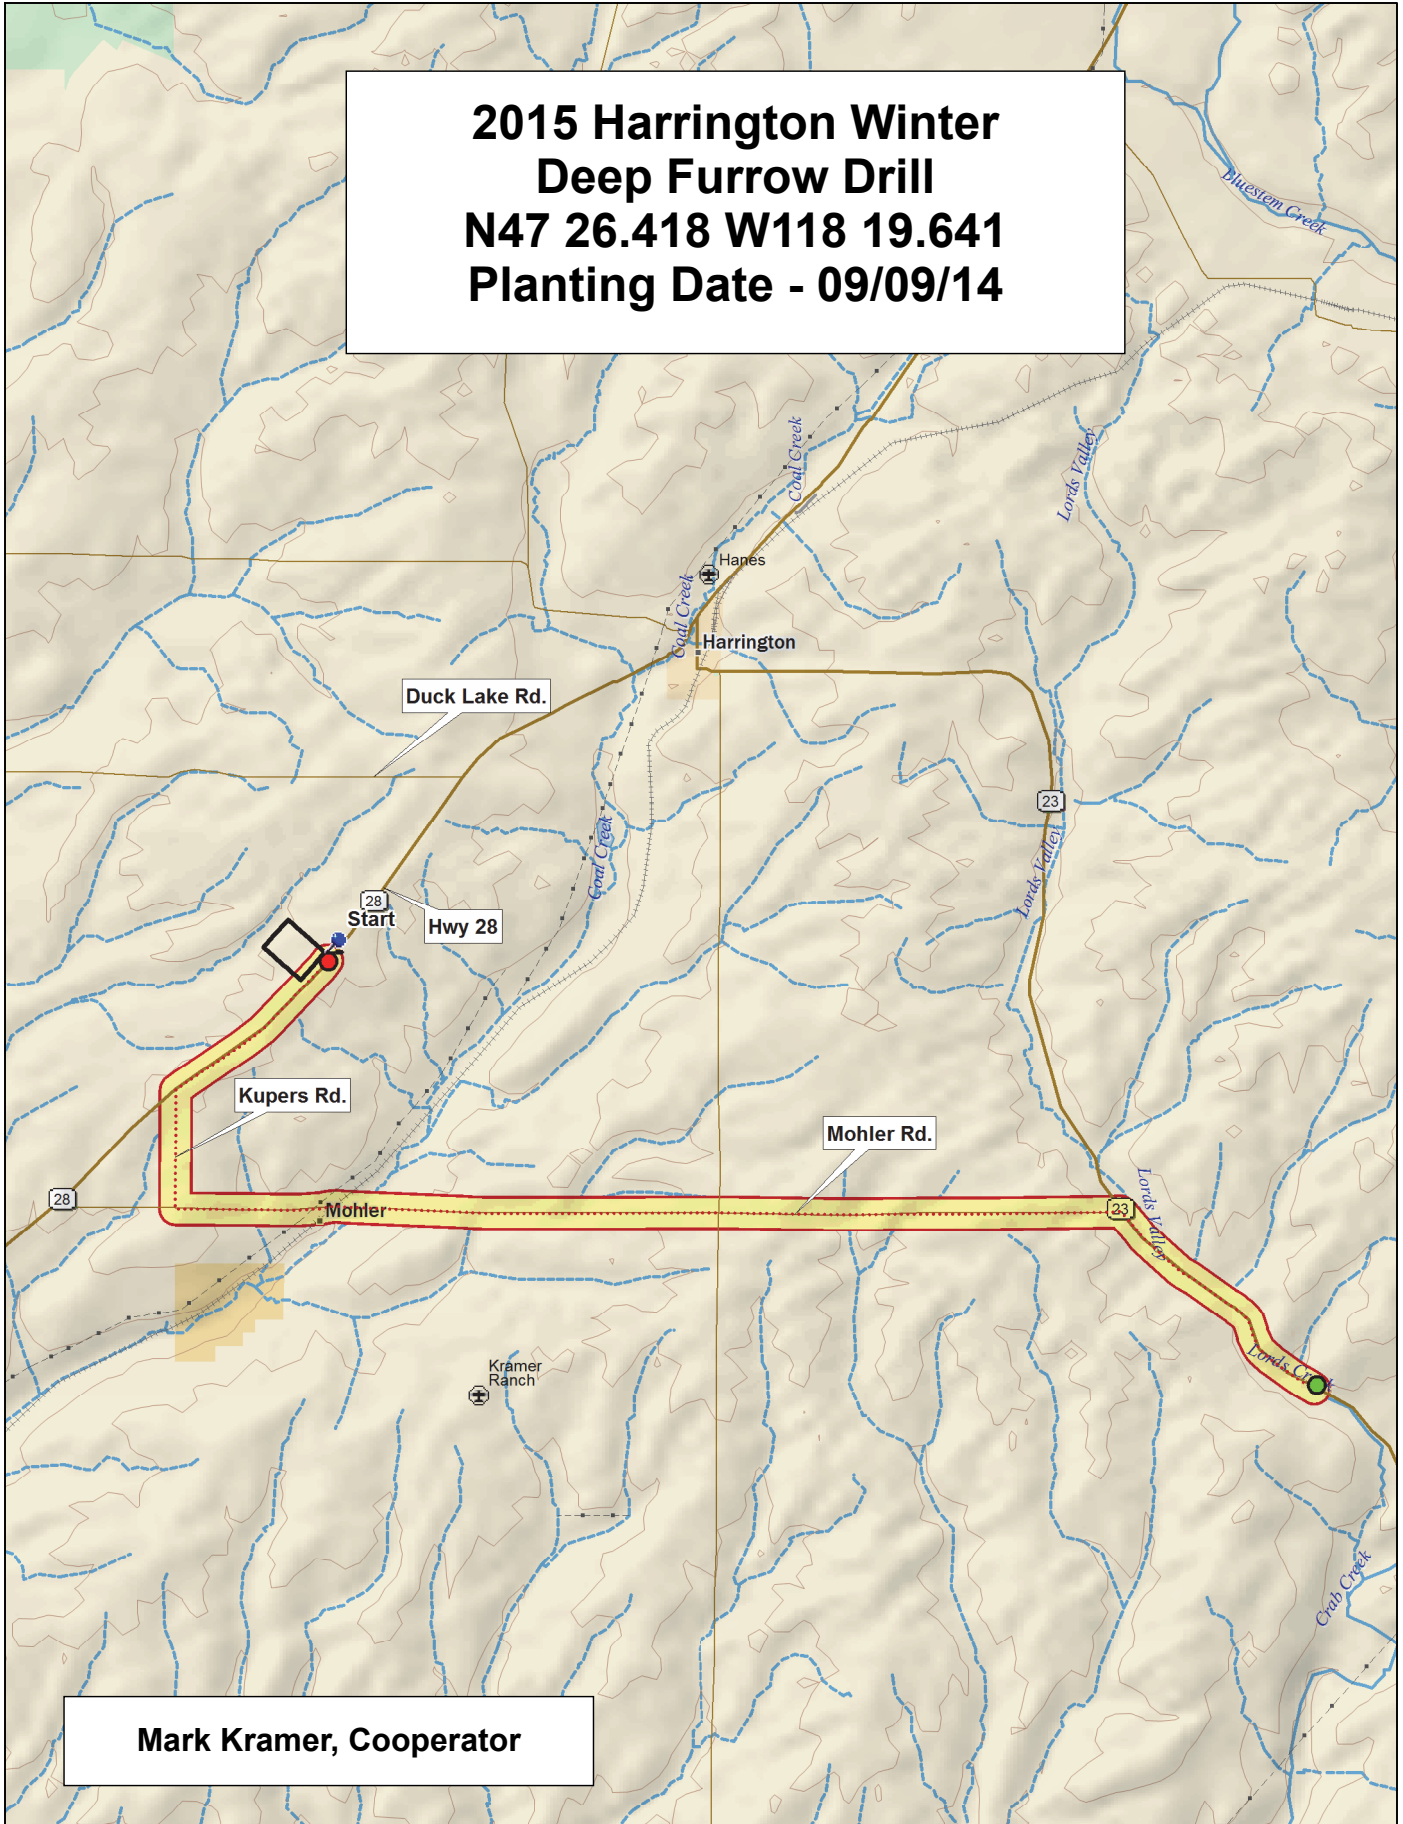 2015 Harrington Winter
Deep Furrow Drill
N47 26.418 W118 19.641
Planting Date - 09/09/14
Bluestem Creek
Coal Creek
Lords Valley
Hanes
Coal Creek
Harrington
Duck Lake Rd.
23
Coal Creek
Lords Valley
28
Start
Hwy 28
Kupers Rd.
Mohler Rd.
28
Mohler
23
Lords Valley
Lords Creek
Kramer
Ranch
Crab Creek
Mark Kramer, Cooperator